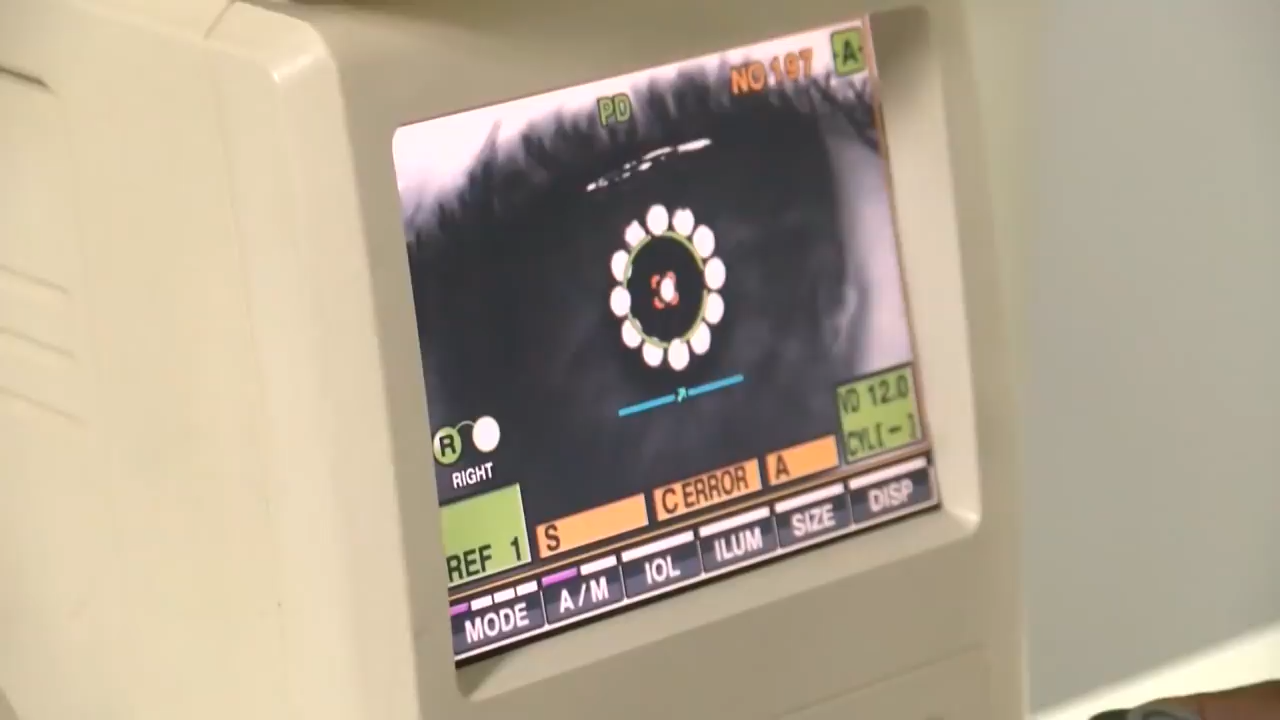 NO 197 A
PD
VD 12.0
CYL[-]
R
RIGHT
S C ERROR A
REF 1
MODE A/M IOL ILUM SIZE DISP